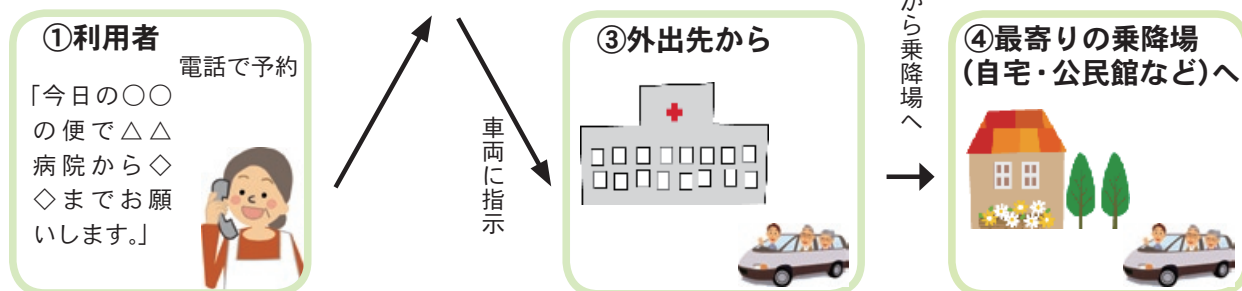 ①利用者
電話で予約
「今日の○○
の便で△△
病院から◇
◇までお願
いします。」
車両に指示
③外出先から
から乗降場へ
④最寄りの乗降場
(自宅・公民館など)へ